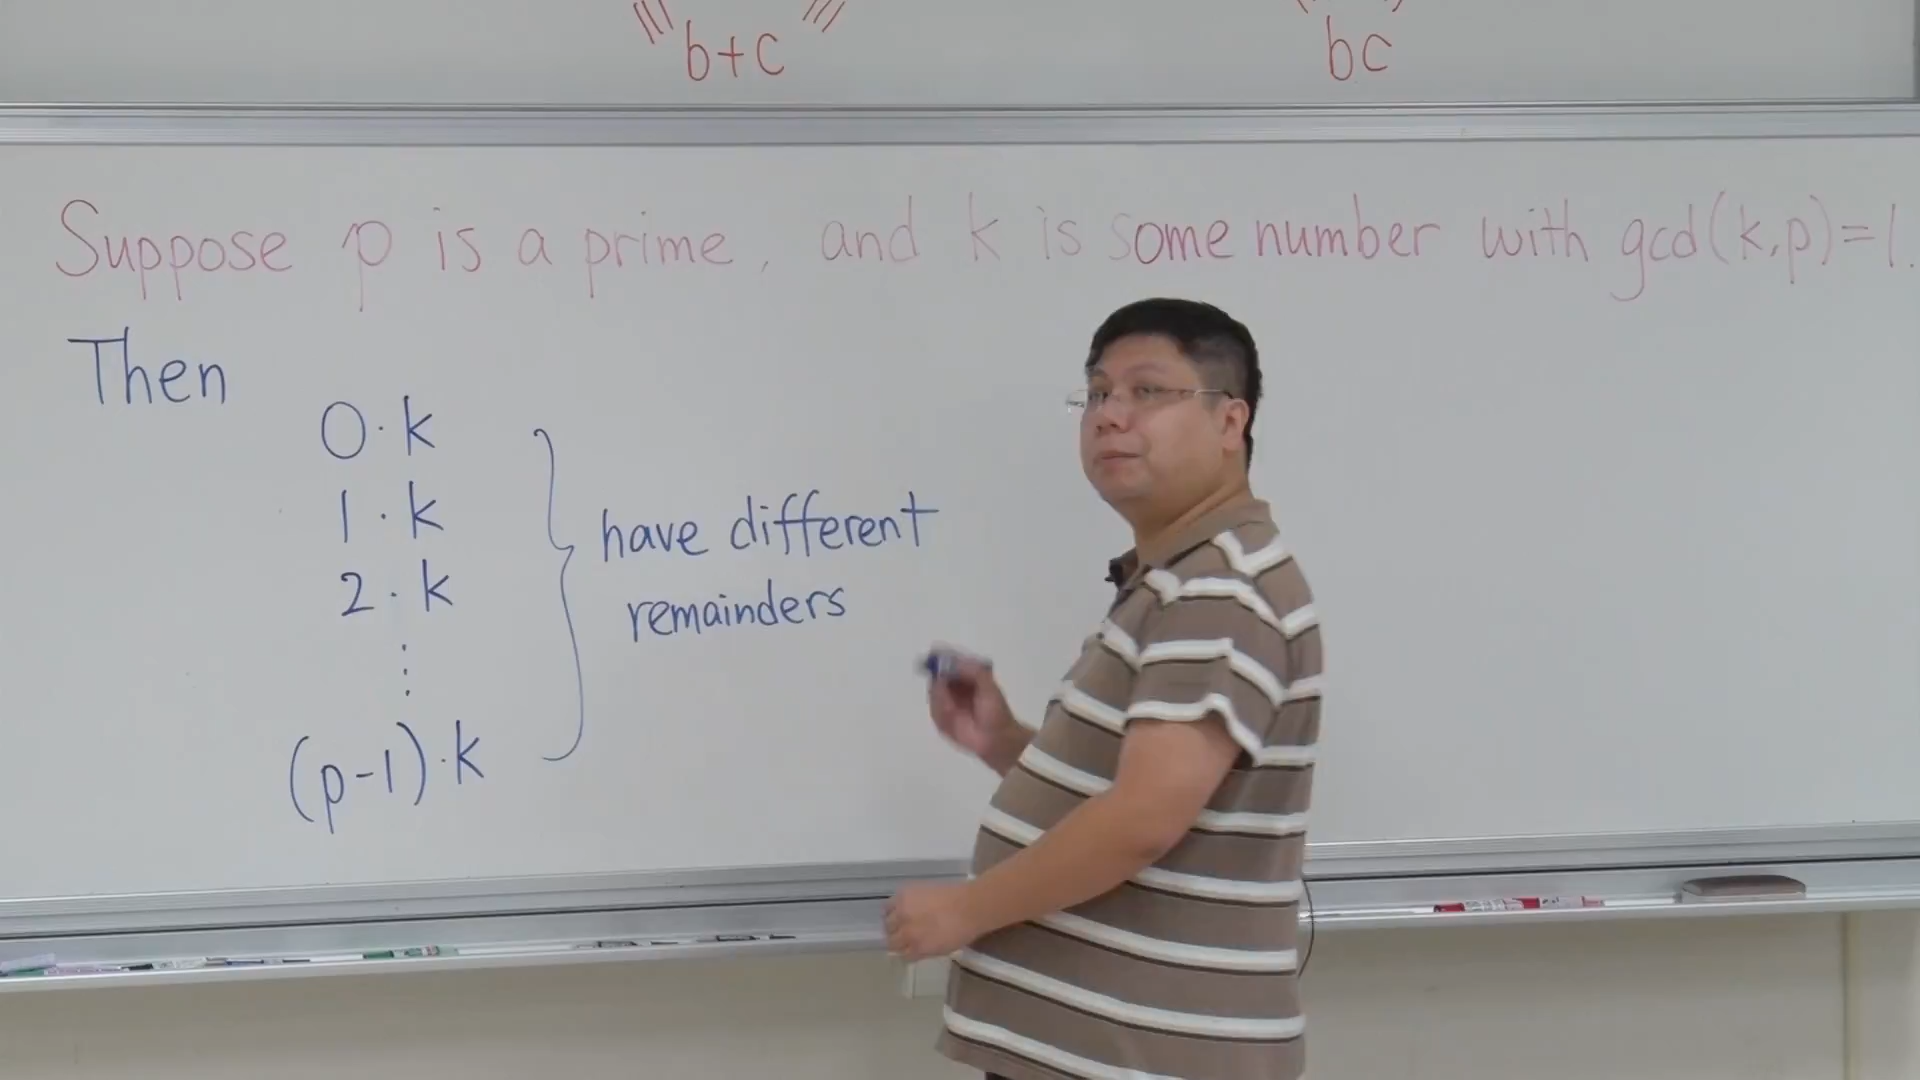 b+c
bc
Suppose p is a prime, and k is some number with gcd(k,p)=1.
Then
0·k
1·k
2·k
⋮
(p-1)·k
have different
remainders